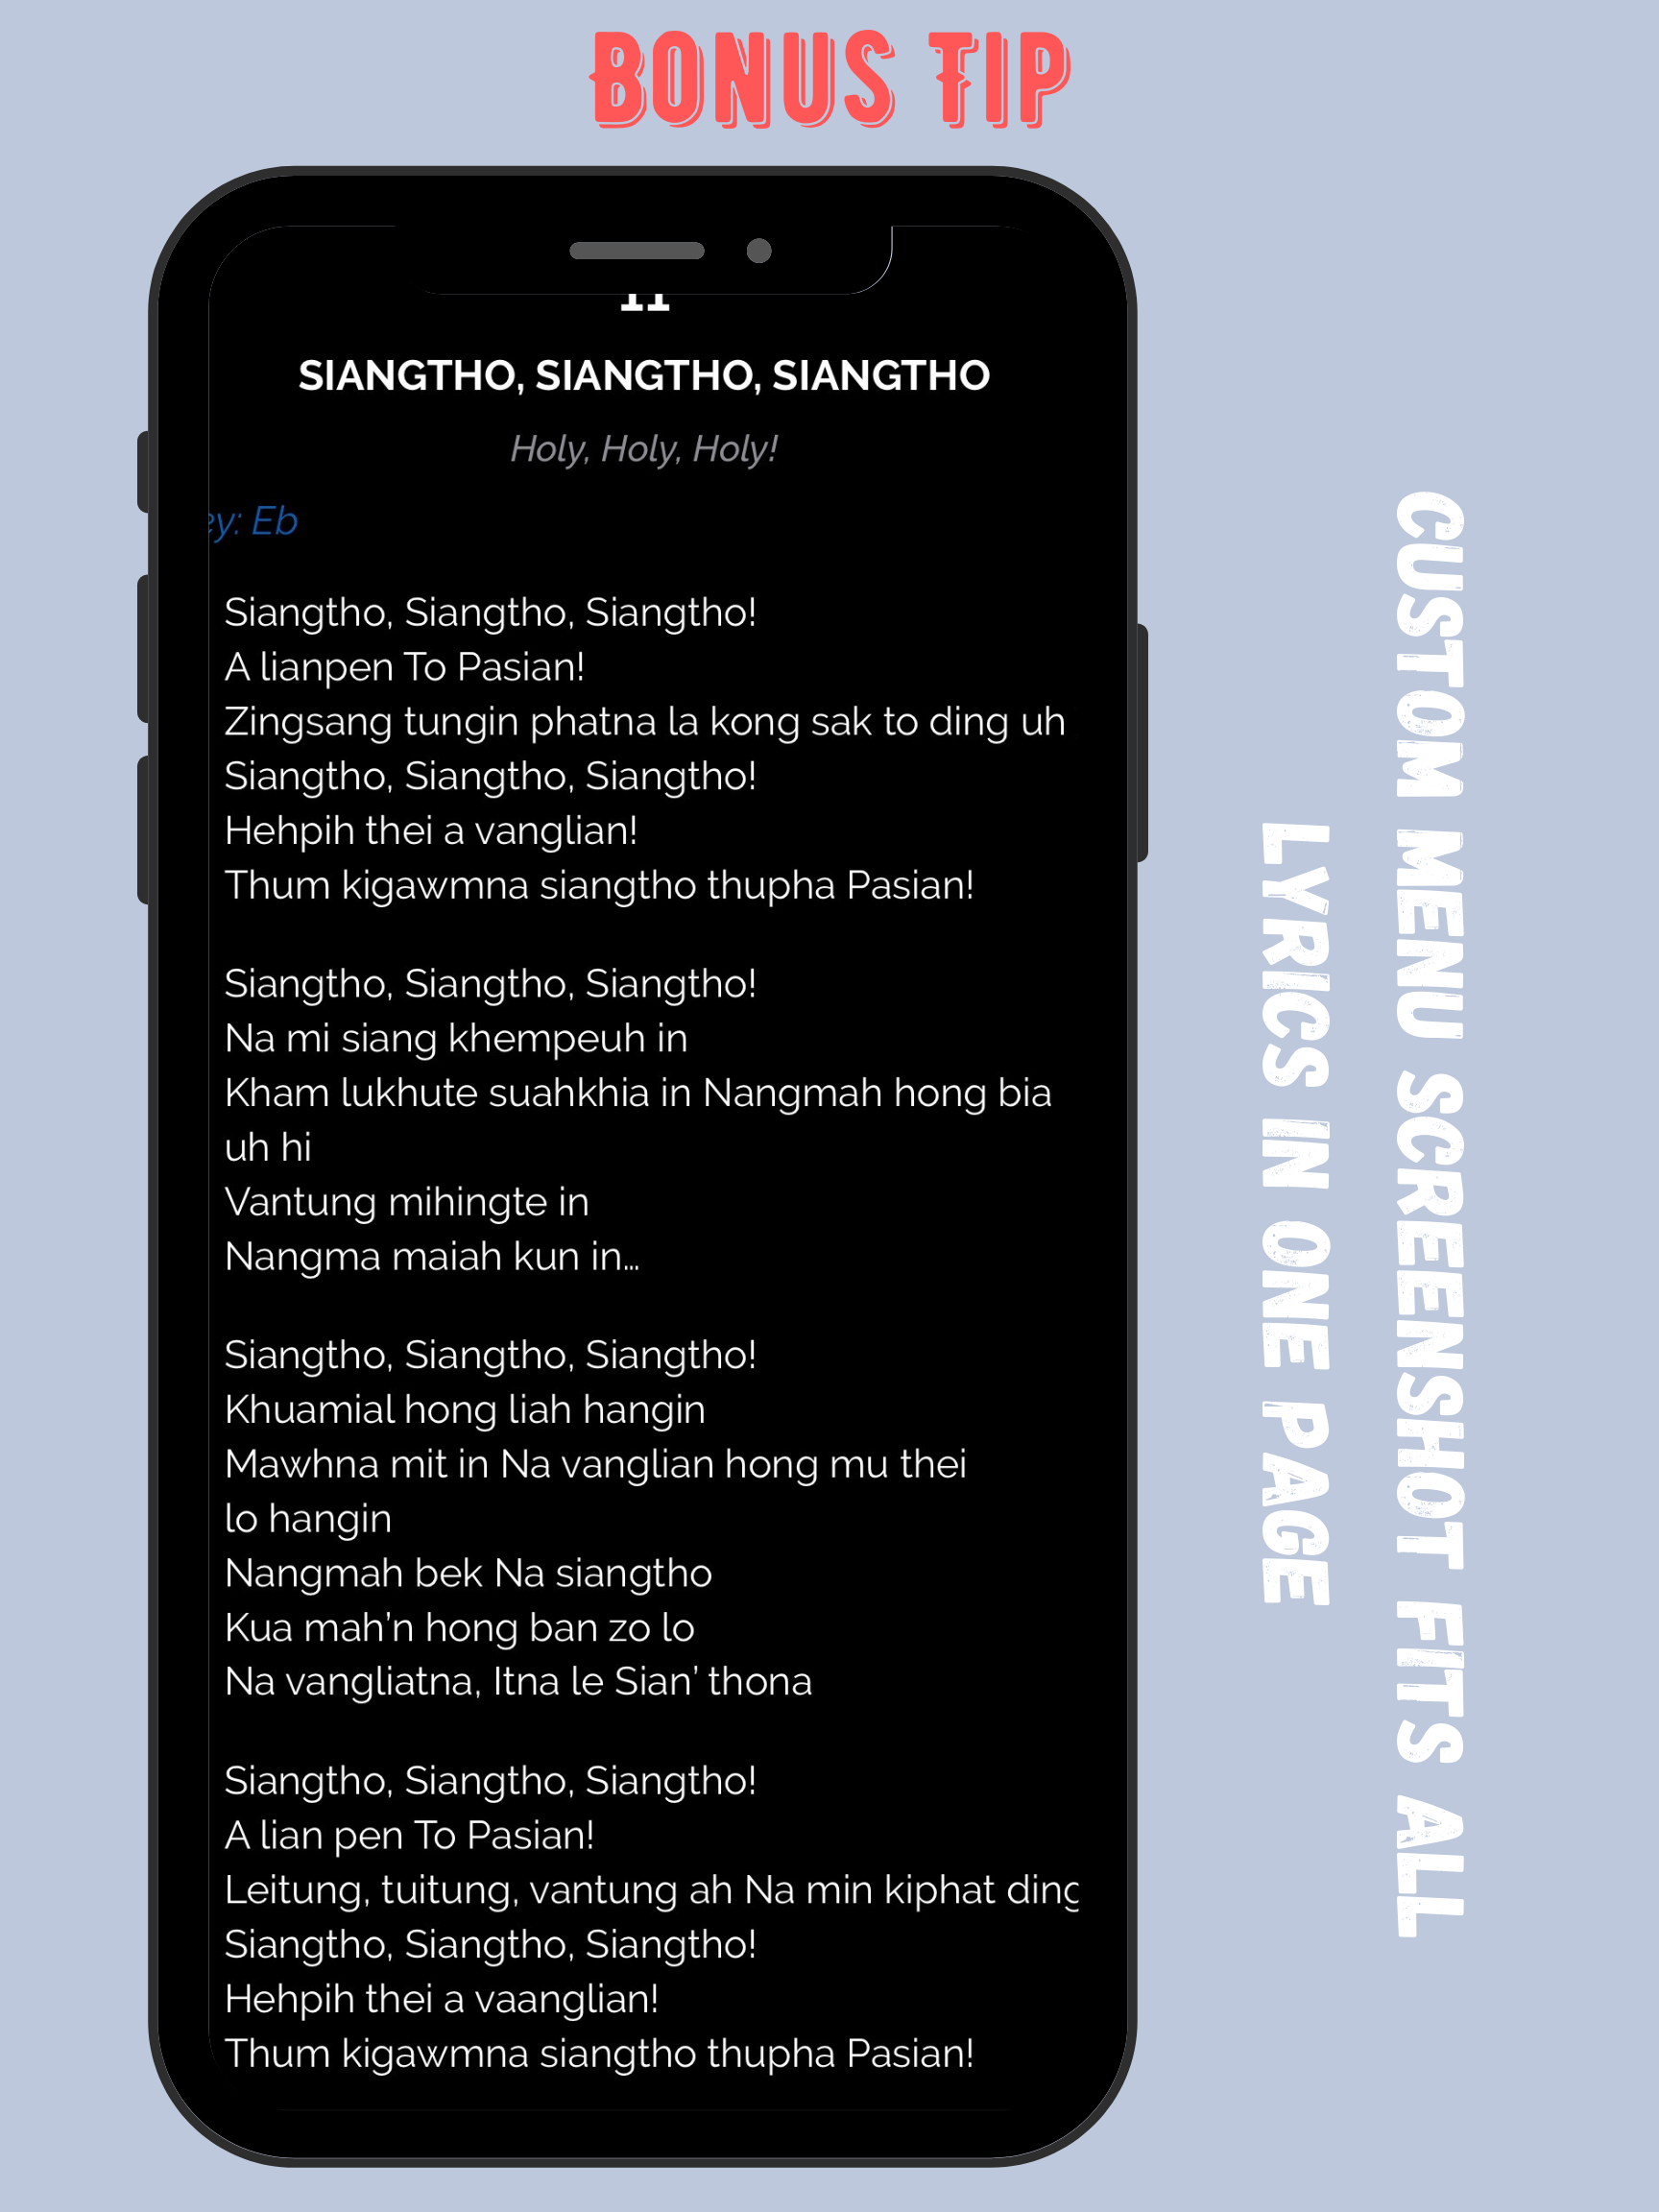 BONUS TIP
11
SIANGTHO, SIANGTHO, SIANGTHO
Holy, Holy, Holy!
ey: Eb
Siangtho, Siangtho, Siangtho!
A lianpen To Pasian!
Zingsang tungin phatna la kong sak to ding uh
Siangtho, Siangtho, Siangtho!
Hehpih thei a vanglian!
Thum kigawmna siangtho thupha Pasian!
Siangtho, Siangtho, Siangtho!
Na mi siang khempeuh in
Kham lukhute suahkhia in Nangmah hong bia
uh hi
Vantung mihingte in
Nangma maiah kun in…
Siangtho, Siangtho, Siangtho!
Khuamial hong liah hangin
Mawhna mit in Na vanglian hong mu thei
lo hangin
Nangmah bek Na siangtho
Kua mah’n hong ban zo lo
Na vangliatna, Itna le Sian’ thona
Siangtho, Siangtho, Siangtho!
A lian pen To Pasian!
Leitung, tuitung, vantung ah Na min kiphat ding
Siangtho, Siangtho, Siangtho!
Hehpih thei a vaanglian!
Thum kigawmna siangtho thupha Pasian!
CUSTOM MENU SCREENSHOT FITS ALL
LYRICS IN ONE PAGE